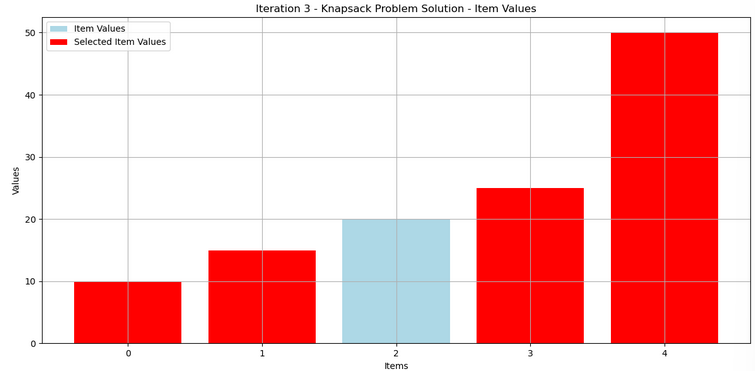 Iteration 3 - Knapsack Problem Solution - Item Values
Item Values
Selected Item Values
50
40
30
20
10
0
Values
0 1 2 3 4
Items